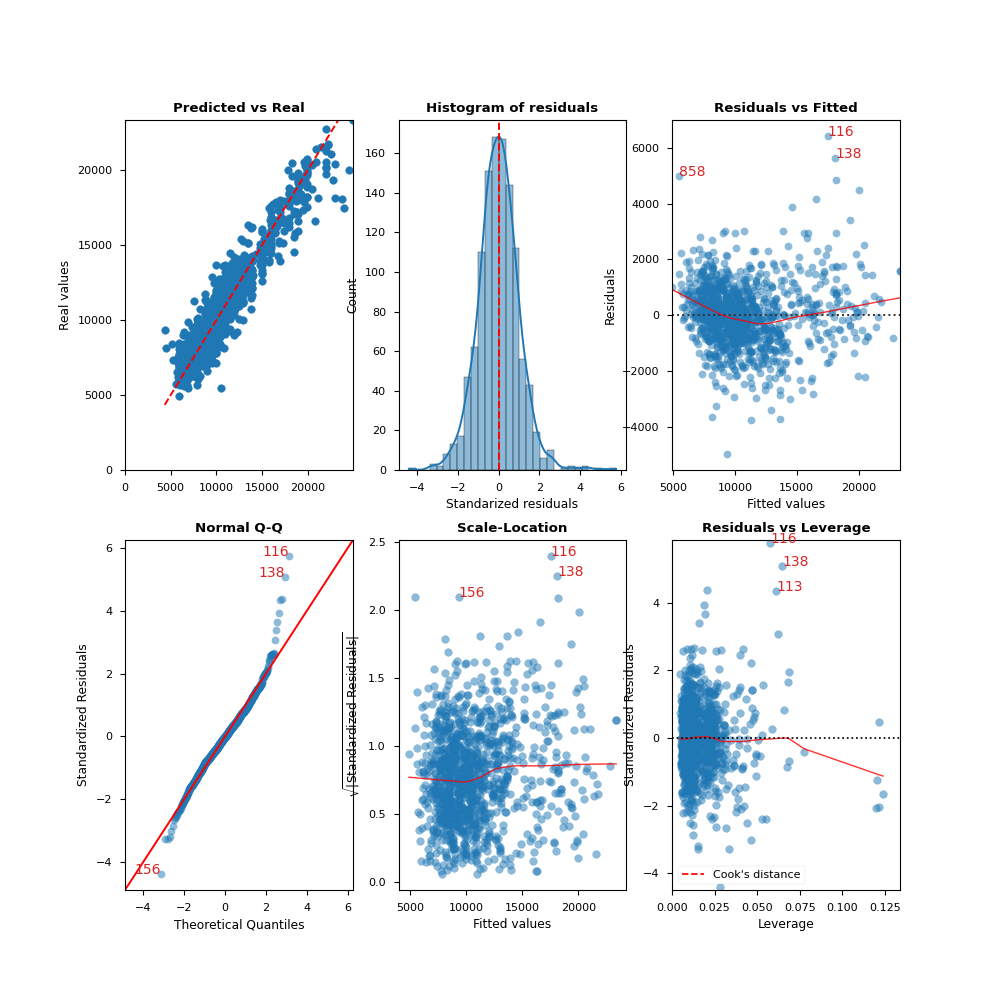 Predicted vs Real
Real values
20000
15000
10000
5000
0
0 5000 10000 15000 20000
Histogram of residuals
Count
160
140
120
100
80
60
40
20
0
−4 −2 0 2 4 6
Standarized residuals
Residuals vs Fitted
Residuals
6000
4000
2000
0
−2000
−4000
116
138
858
5000 10000 15000 20000
Fitted values
Normal Q-Q
Standardized Residuals
6
4
2
0
−2
−4
116
138
156
−4 −2 0 2 4 6
Theoretical Quantiles
Scale-Location
√|Standardized Residuals|
2.5
2.0
1.5
1.0
0.5
0.0
116
138
156
5000 10000 15000 20000
Fitted values
Residuals vs Leverage
Standardized Residuals
4
2
0
−2
−4
116
138
113
Cook's distance
0.000 0.025 0.050 0.075 0.100 0.125
Leverage